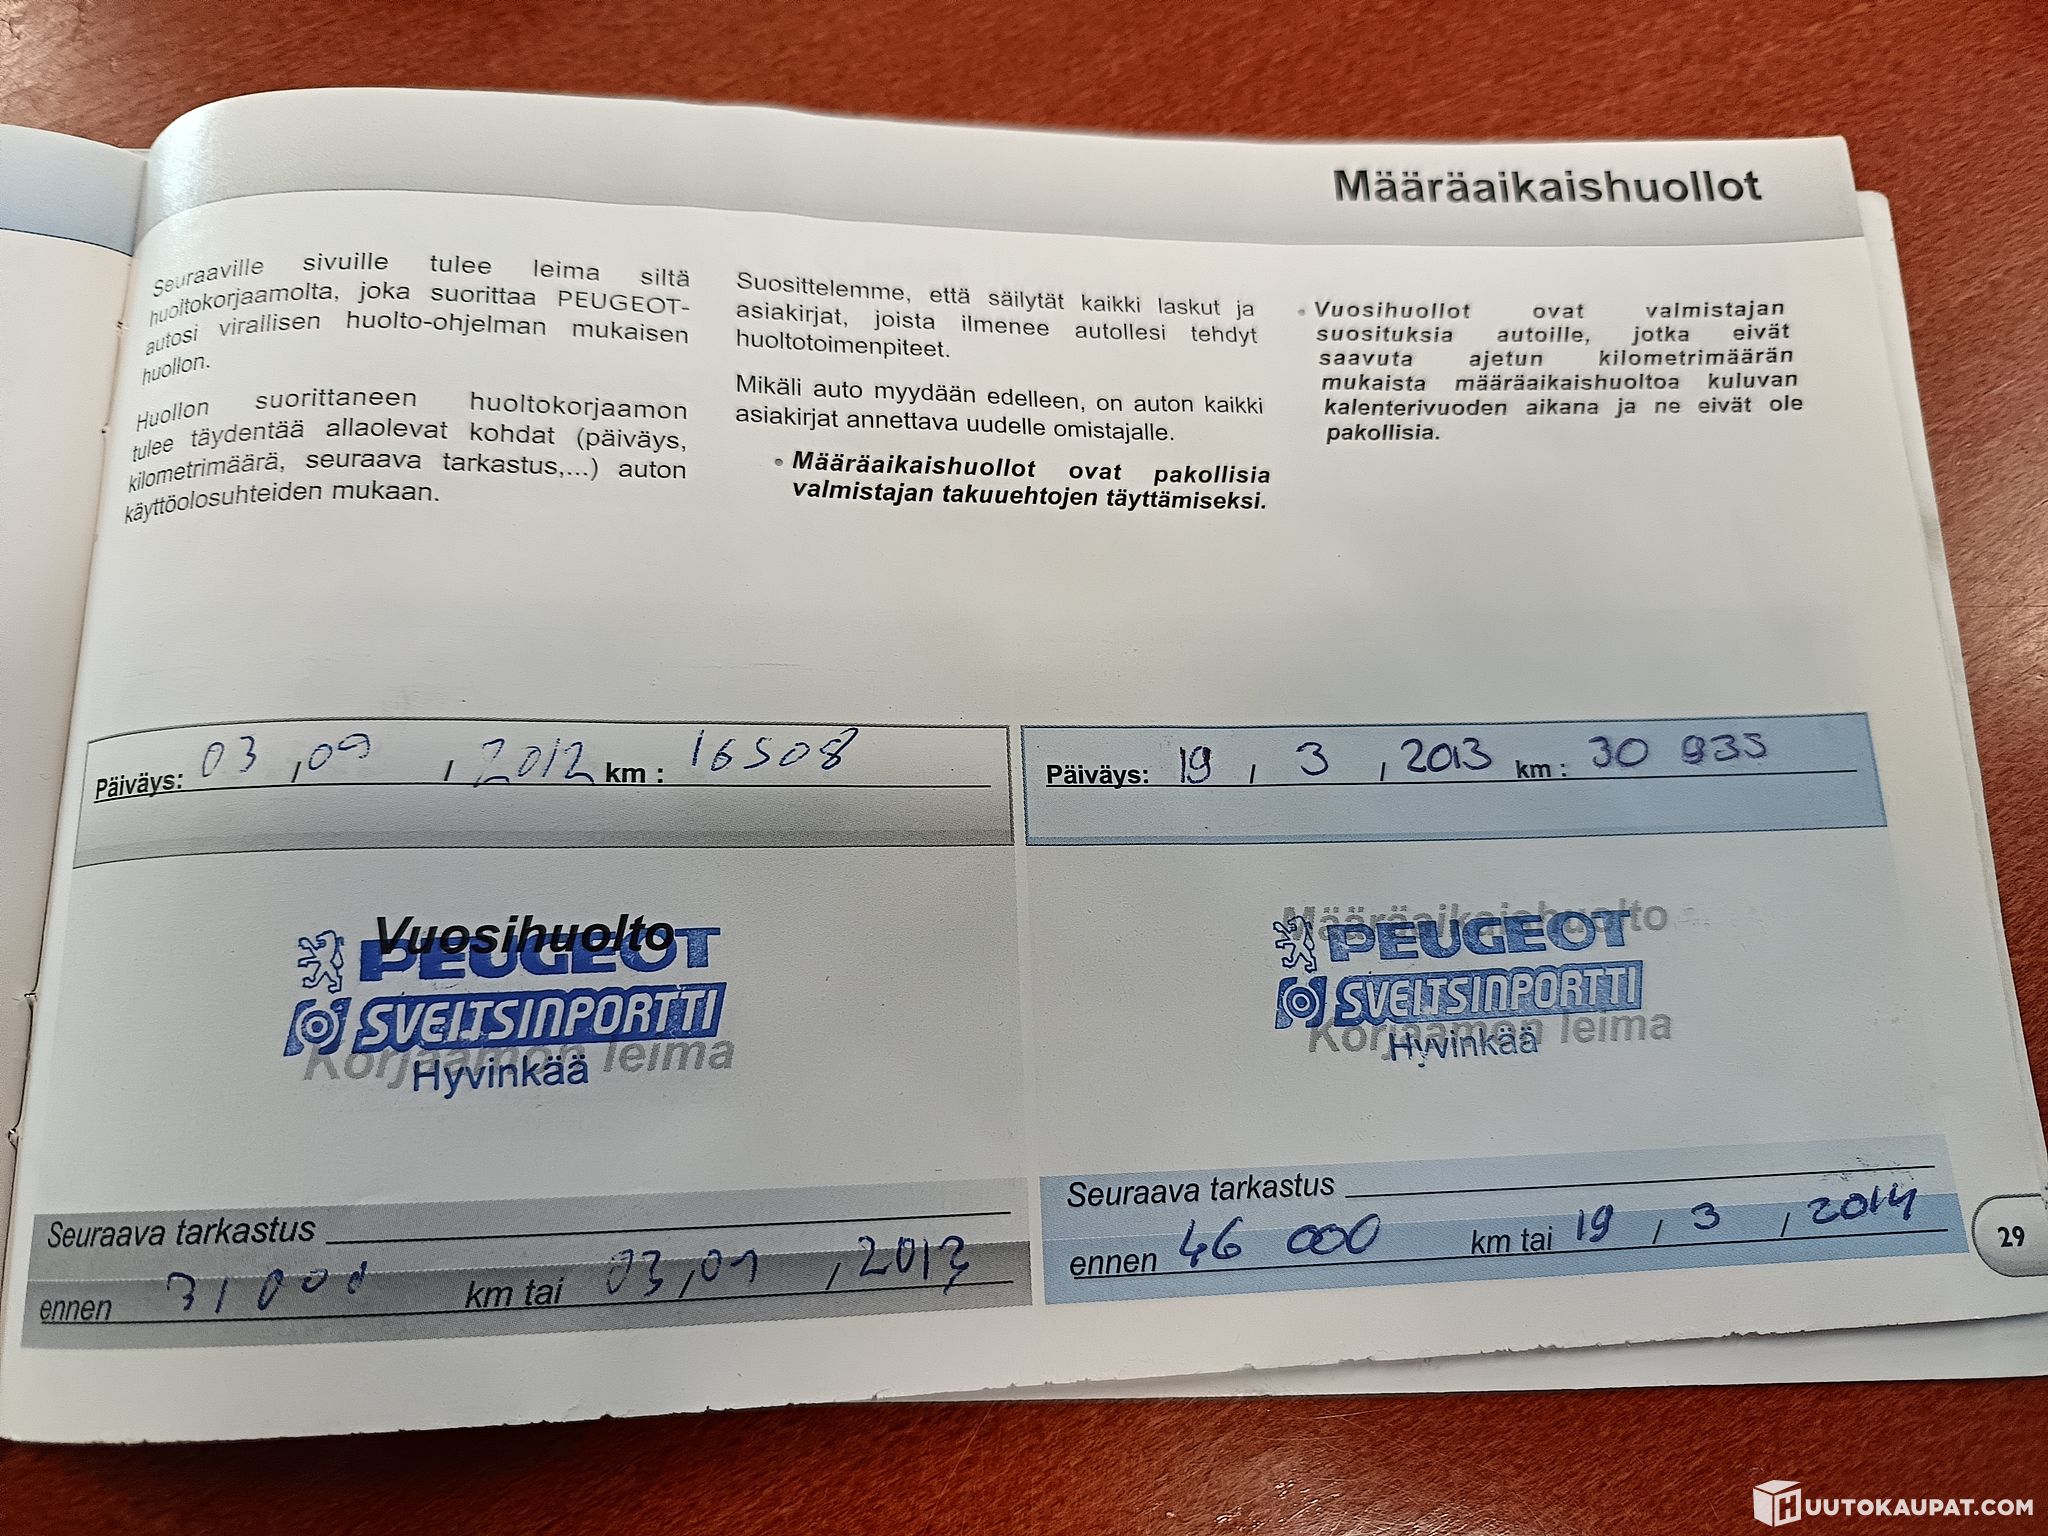 Määräaikaishuollot
Seuraaville sivuille tulee leima siltä
huoltokorjaamolta, joka suorittaa PEUGEOT-
autosi virallisen huolto-ohjelman mukaisen
huollon.
Huollon suorittaneen huoltokorjaamon
tulee täydentää allaolevat kohdat (päiväys,
kilometrimäärä, seuraava tarkastus,...) auton
käyttöolosuhteiden mukaan.
Suosittelemme, että säilytät kaikki laskut ja
asiakirjat, joista ilmenee autollesi tehdyt
huoltotoimenpiteet.
Mikäli auto myydään edelleen, on auton kaikki
asiakirjat annettava uudelle omistajalle.
• Määräaikaishuollot ovat pakollisia
valmistajan takuuehtojen täyttämiseksi.
• Vuosihuollot ovat valmistajan
suosituksia autoille, jotka eivät
saavuta ajetun kilometrimäärän
mukaista määräaikaishuoltoa kuluvan
kalenterivuoden aikana ja ne eivät ole
pakollisia.
Päiväys: 03 / 09 / 2012 km : 16508
Vuosihuolto
PEUGEOT
SVEITSINPORTTI
Korjaamon leima
Hyvinkää
Seuraava tarkastus
ennen 31000 km tai 03 / 09 / 2013
Päiväys: 19 / 3 / 2013 km : 30 935
Määräaikaishuolto
PEUGEOT
SVEITSINPORTTI
Korjaamon leima
Hyvinkää
Seuraava tarkastus
ennen 46 000 km tai 19 / 3 / 2014
29
HUUTOKAUPAT.COM